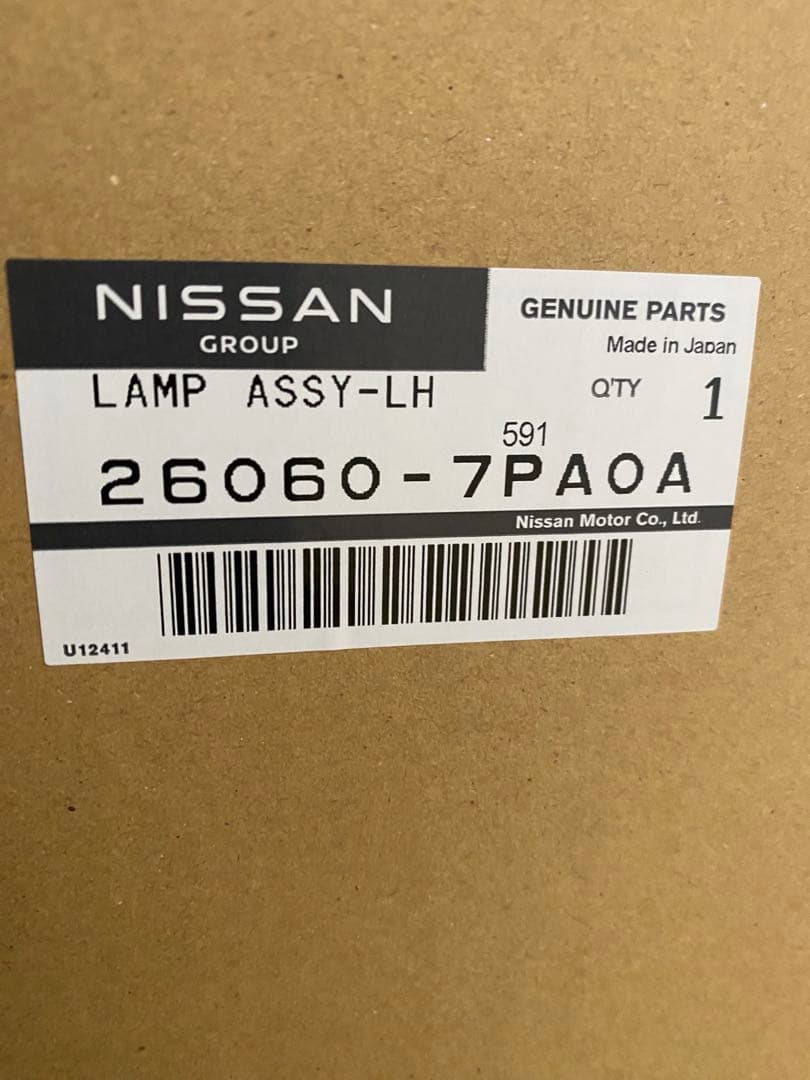 NISSAN
GROUP
GENUINE PARTS
Made in Japan
LAMP ASSY-LH
Q'TY 1
591
26060-7PA0A
Nissan Motor Co., Ltd.
U12411